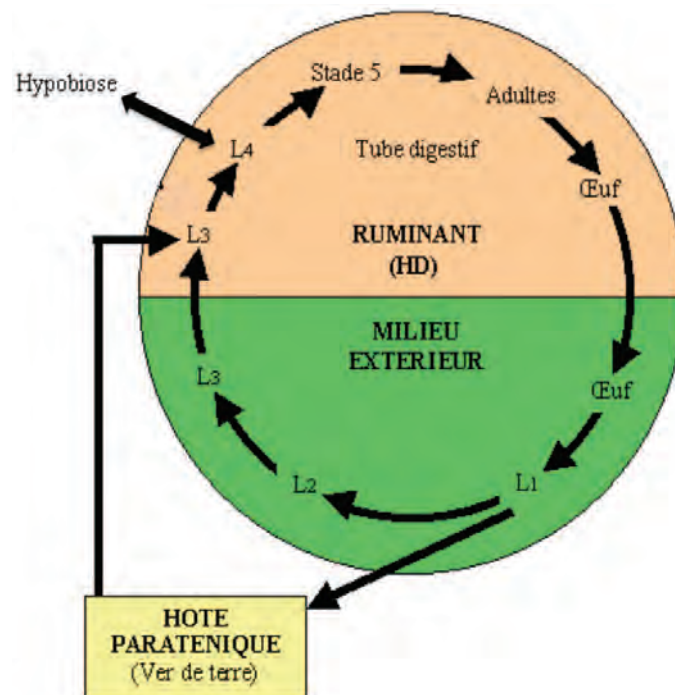 Stade 5
Adultes
Hypobiose
L4
Tube digestif
Œuf
L3
RUMINANT
(HD)
MILIEU
EXTERIEUR
L3
Œuf
L2
L1
HOTE
PARATENIQUE
(Ver de terre)